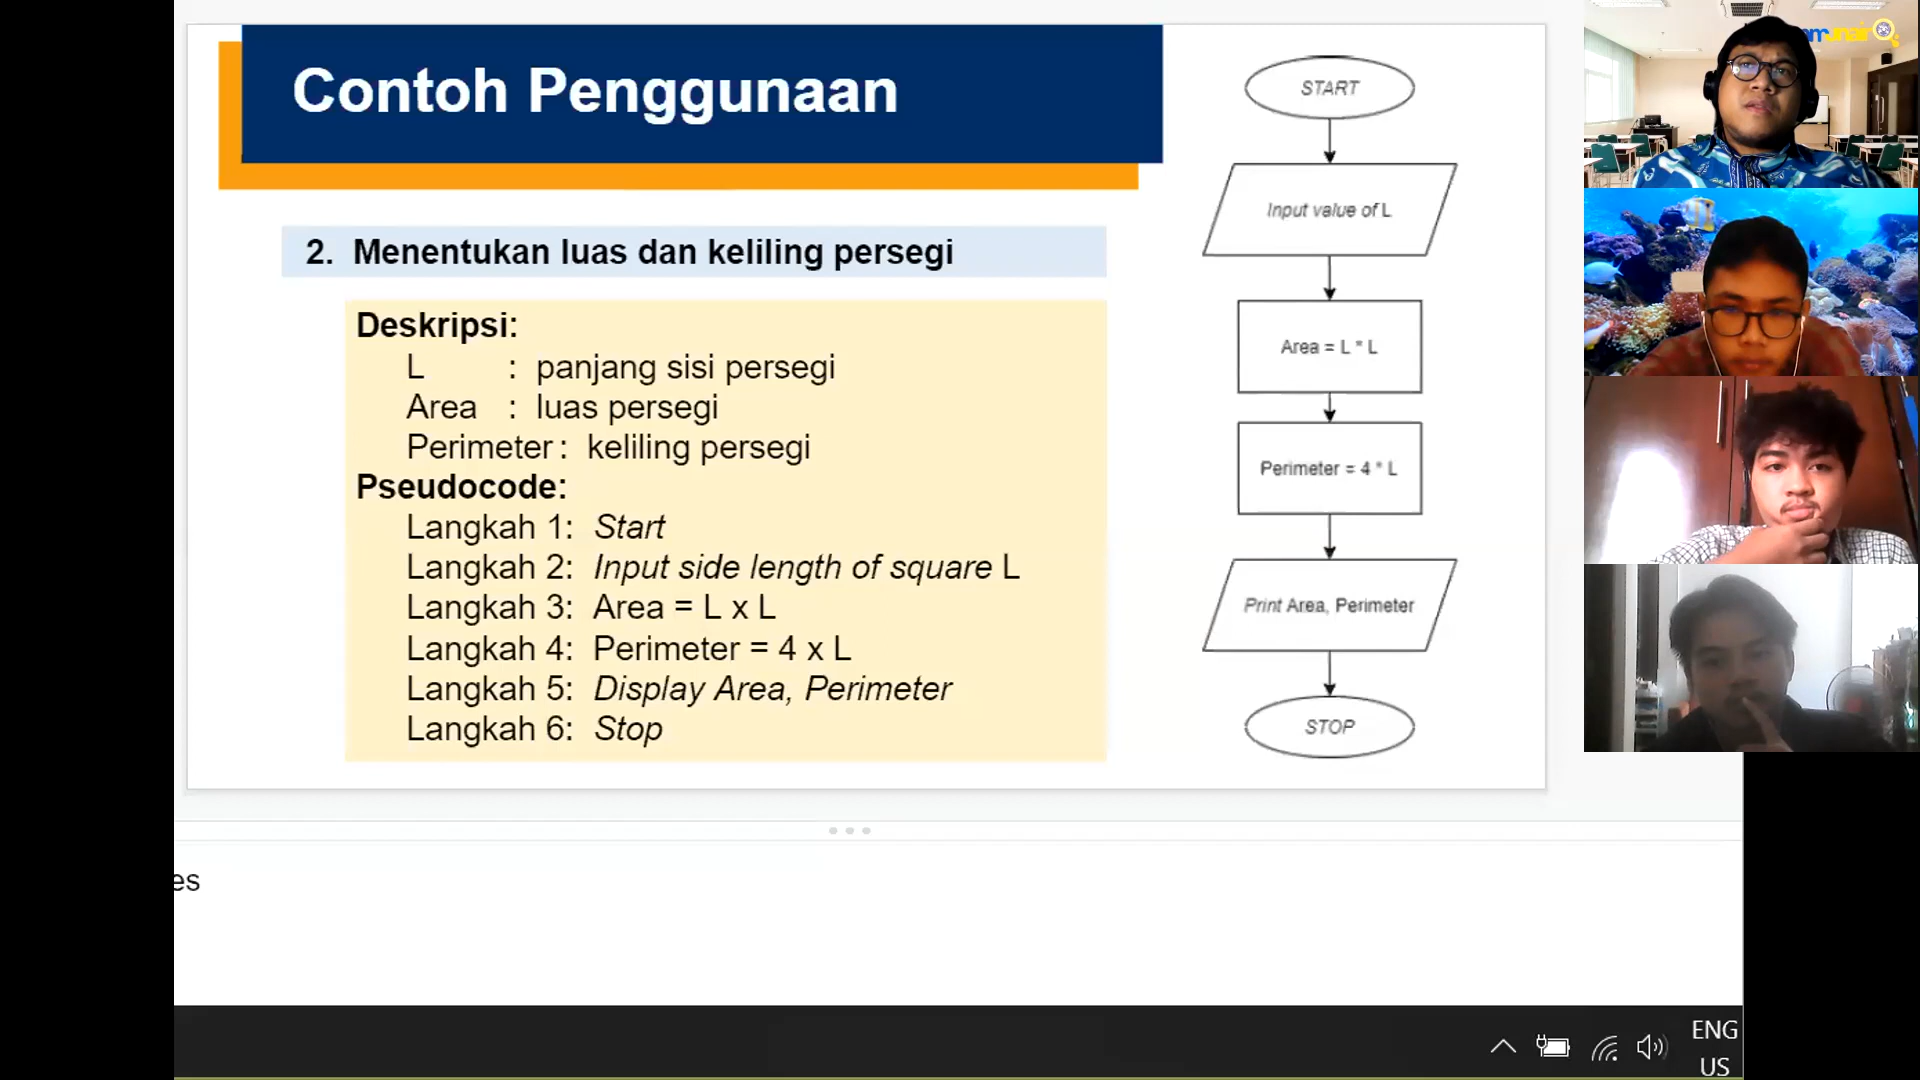 Contoh Penggunaan
2. Menentukan luas dan keliling persegi
Deskripsi:
L : panjang sisi persegi
Area : luas persegi
Perimeter : keliling persegi
Pseudocode:
Langkah 1: Start
Langkah 2: Input side length of square L
Langkah 3: Area = L x L
Langkah 4: Perimeter = 4 x L
Langkah 5: Display Area, Perimeter
Langkah 6: Stop
START
Input value of L
Area = L * L
Perimeter = 4 * L
Print Area, Perimeter
STOP
es
ENG
US